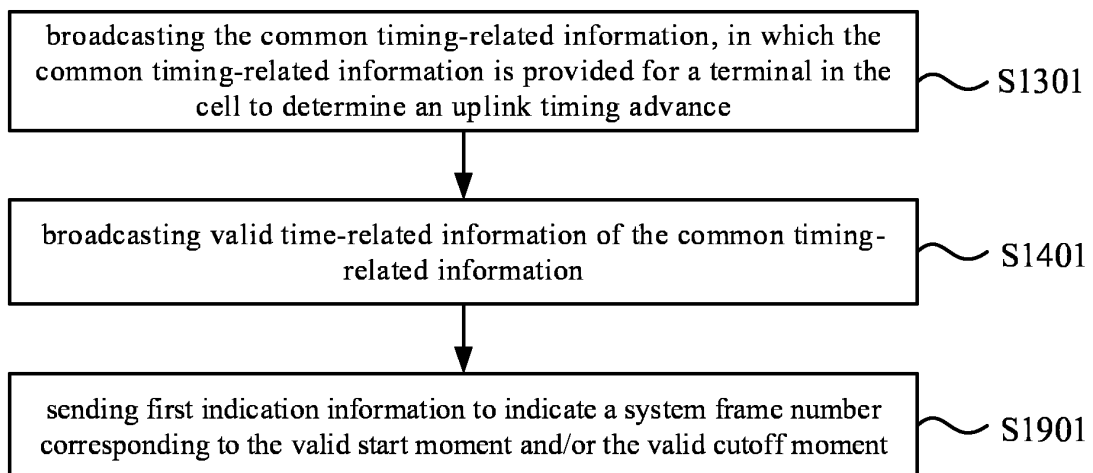 broadcasting the common timing-related information, in which the
common timing-related information is provided for a terminal in the
cell to determine an uplink timing advance
S1301
broadcasting valid time-related information of the common timing-
related information
S1401
sending first indication information to indicate a system frame number
corresponding to the valid start moment and/or the valid cutoff moment
S1901